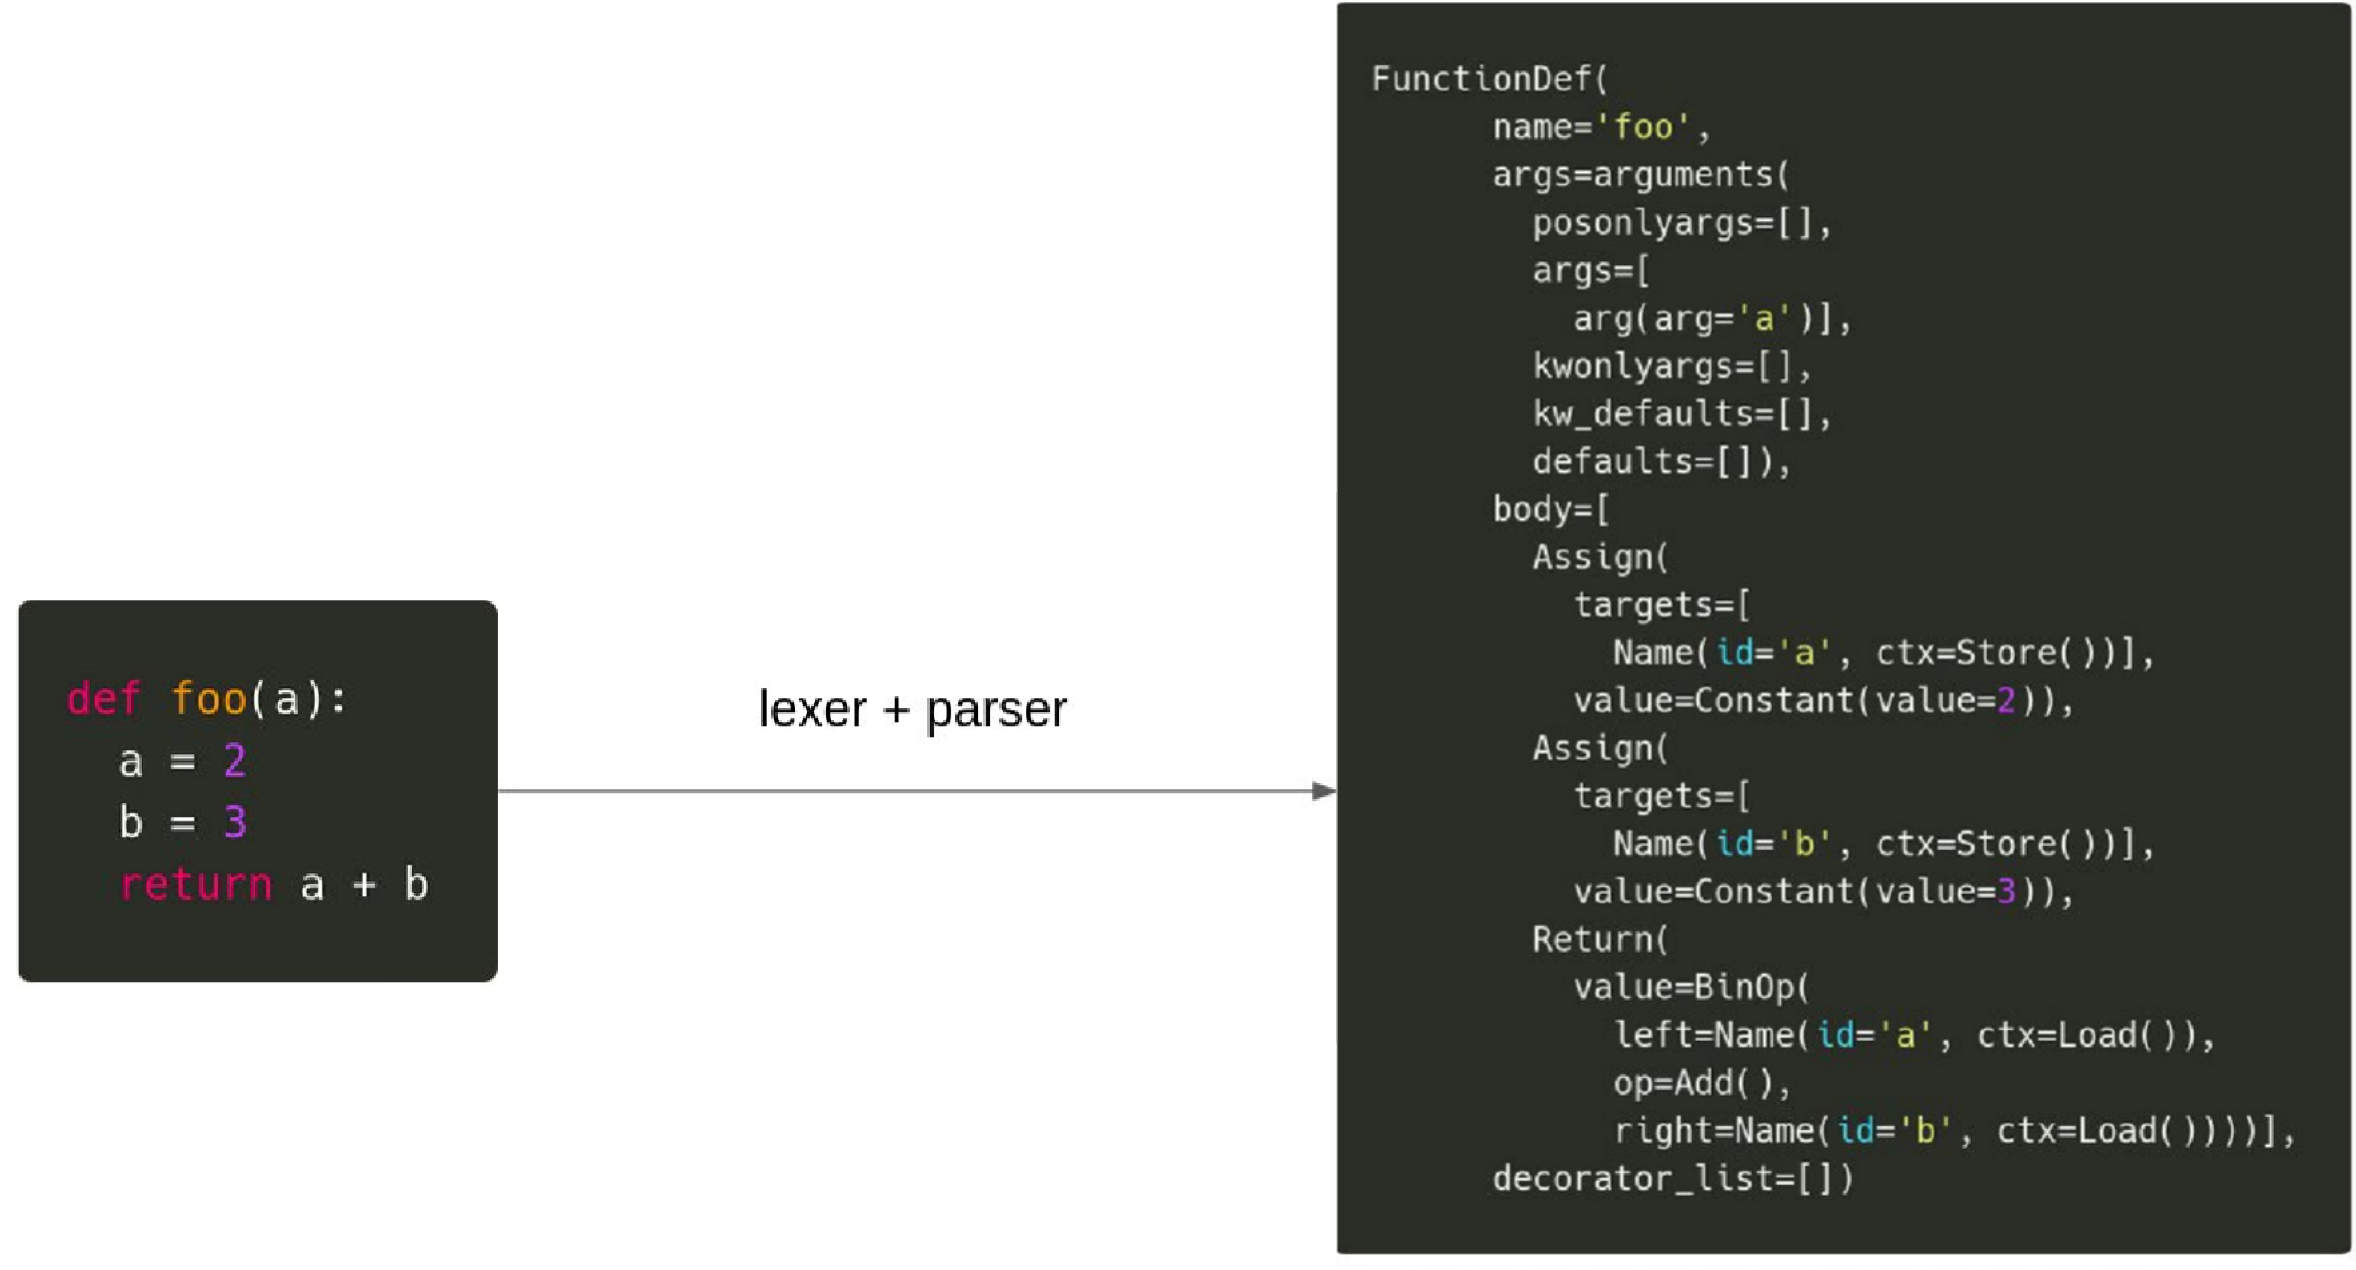 def foo(a):
  a = 2
  b = 3
  return a + b
lexer + parser
FunctionDef(
      name='foo',
      args=arguments(
        posonlyargs=[],
        args=[
          arg(arg='a')],
        kwonlyargs=[],
        kw_defaults=[],
        defaults=[]),
      body=[
        Assign(
          targets=[
            Name(id='a', ctx=Store())],
          value=Constant(value=2)),
        Assign(
          targets=[
            Name(id='b', ctx=Store())],
          value=Constant(value=3)),
        Return(
          value=BinOp(
            left=Name(id='a', ctx=Load()),
            op=Add(),
            right=Name(id='b', ctx=Load())))],
      decorator_list=[])